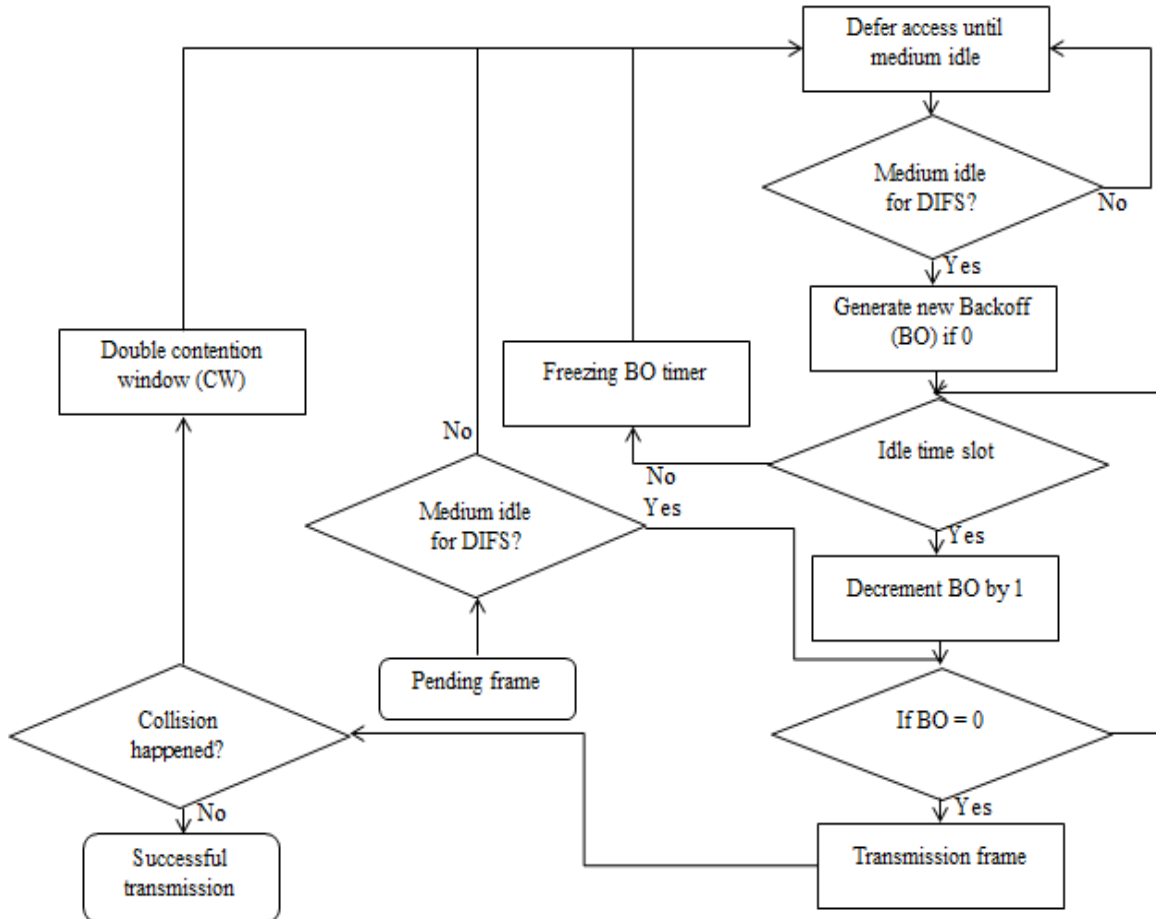 Defer access until
medium idle
Medium idle
for DIFS?
No
Yes
Generate new Backoff
(BO) if 0
Double contention
window (CW)
Freezing BO timer
No
Idle time slot
No
Medium idle
for DIFS?
Yes
Yes
Decrement BO by 1
Pending frame
Collision
happened?
If BO = 0
No
Yes
Successful
transmission
Transmission frame